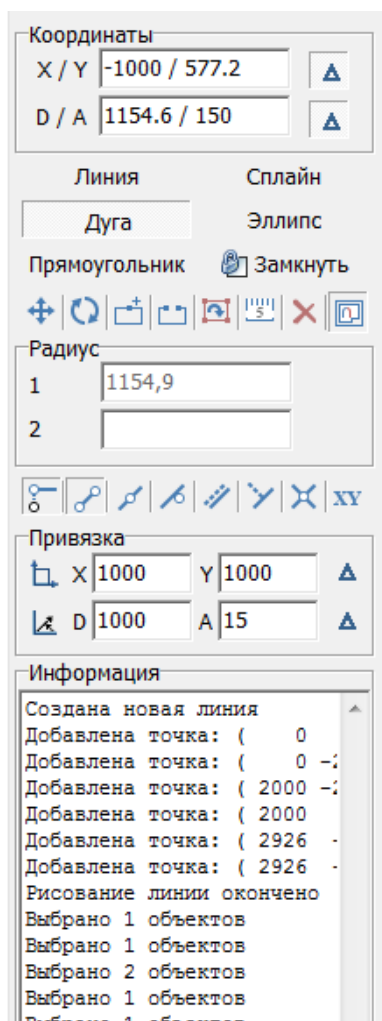 Координаты
X / Y -1000 / 577.2
D / A 1154.6 / 150
Линия Сплайн
Дуга Эллипс
Прямоугольник Замкнуть
5
Радиус
1 1154,9
2
XY
Привязка
X 1000 Y 1000
D 1000 A 15
Информация
Создана новая линия
Добавлена точка: ( 0
Добавлена точка: ( 0 -
Добавлена точка: ( 2000 -
Добавлена точка: ( 2000
Добавлена точка: ( 2926 -
Добавлена точка: ( 2926 -
Рисование линии окончено
Выбрано 1 объектов
Выбрано 1 объектов
Выбрано 2 объектов
Выбрано 1 объектов